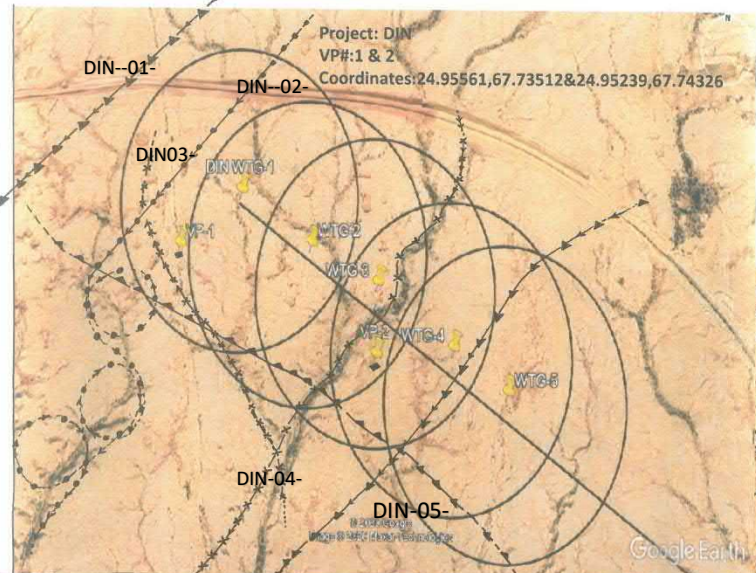 Project: DIN
VP#:1 & 2
Coordinates:24.95561,67.73512&24.95239,67.74326
N
DIN--01-
DIN--02-
DIN03-
DIN WTG-1
VP-1
WTG-2
WTG-3
VP-2
WTG-4
WTG-5
DIN-04-
DIN-05-
Google Earth